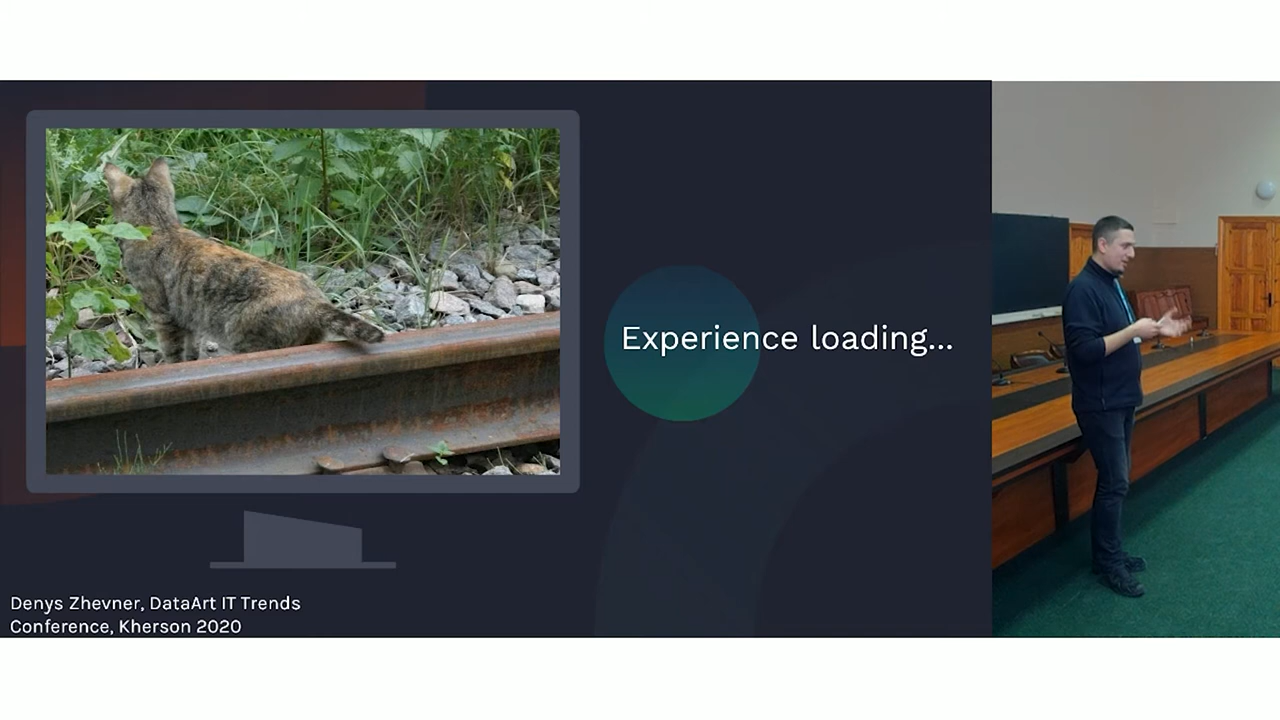 Experience loading...
Denys Zhevner, DataArt IT Trends
Conference, Kherson 2020